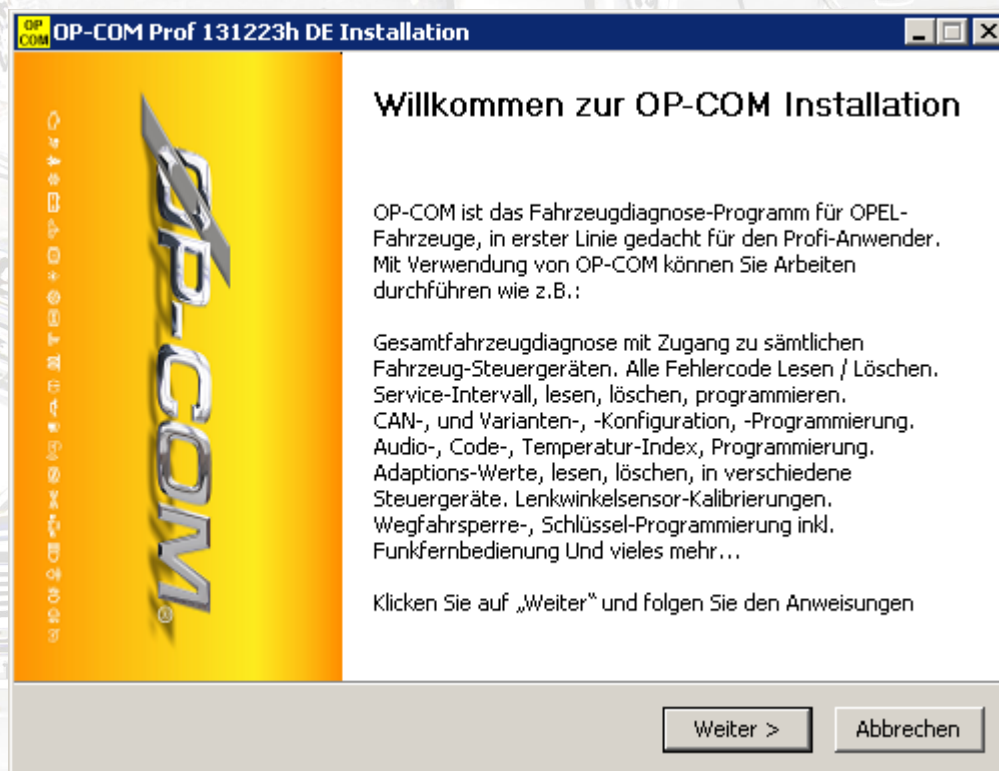 OP COM
OP-COM Prof 131223h DE Installation
OP-COM®
Willkommen zur OP-COM Installation
OP-COM ist das Fahrzeugdiagnose-Programm für OPEL-
Fahrzeuge, in erster Linie gedacht für den Profi-Anwender.
Mit Verwendung von OP-COM können Sie Arbeiten
durchführen wie z.B.:
Gesamtfahrzeugdiagnose mit Zugang zu sämtlichen
Fahrzeug-Steuergeräten. Alle Fehlercode Lesen / Löschen.
Service-Intervall, lesen, löschen, programmieren.
CAN-, und Varianten-, -Konfiguration, -Programmierung.
Audio-, Code-, Temperatur-Index, Programmierung.
Adaptions-Werte, lesen, löschen, in verschiedene
Steuergeräte. Lenkwinkelsensor-Kalibrierungen.
Wegfahrsperre-, Schlüssel-Programmierung inkl.
Funkfernbedienung Und vieles mehr...
Klicken Sie auf „Weiter“ und folgen Sie den Anweisungen
Weiter >
Abbrechen